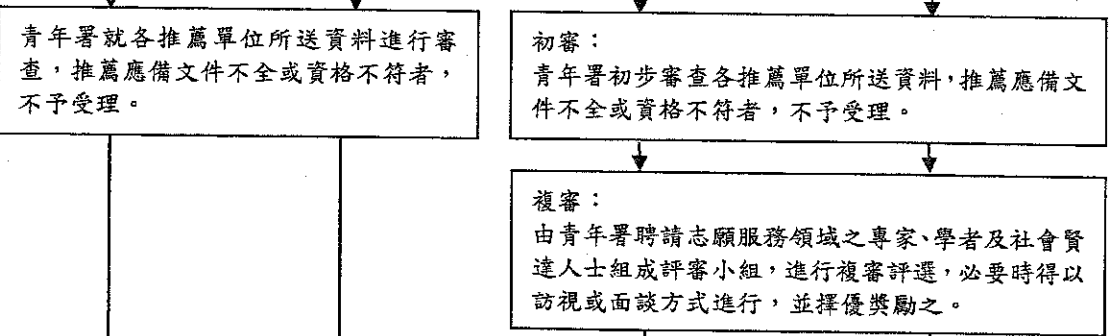 青年署就各推薦單位所送資料進行審
查，推薦應備文件不全或資格不符者，
不予受理。
初審：
青年署初步審查各推薦單位所送資料，推薦應備文
件不全或資格不符者，不予受理。
複審：
由青年署聘請志願服務領域之專家、學者及社會賢
達人士組成評審小組，進行複審評選，必要時得以
訪視或面談方式進行，並擇優獎勵之。